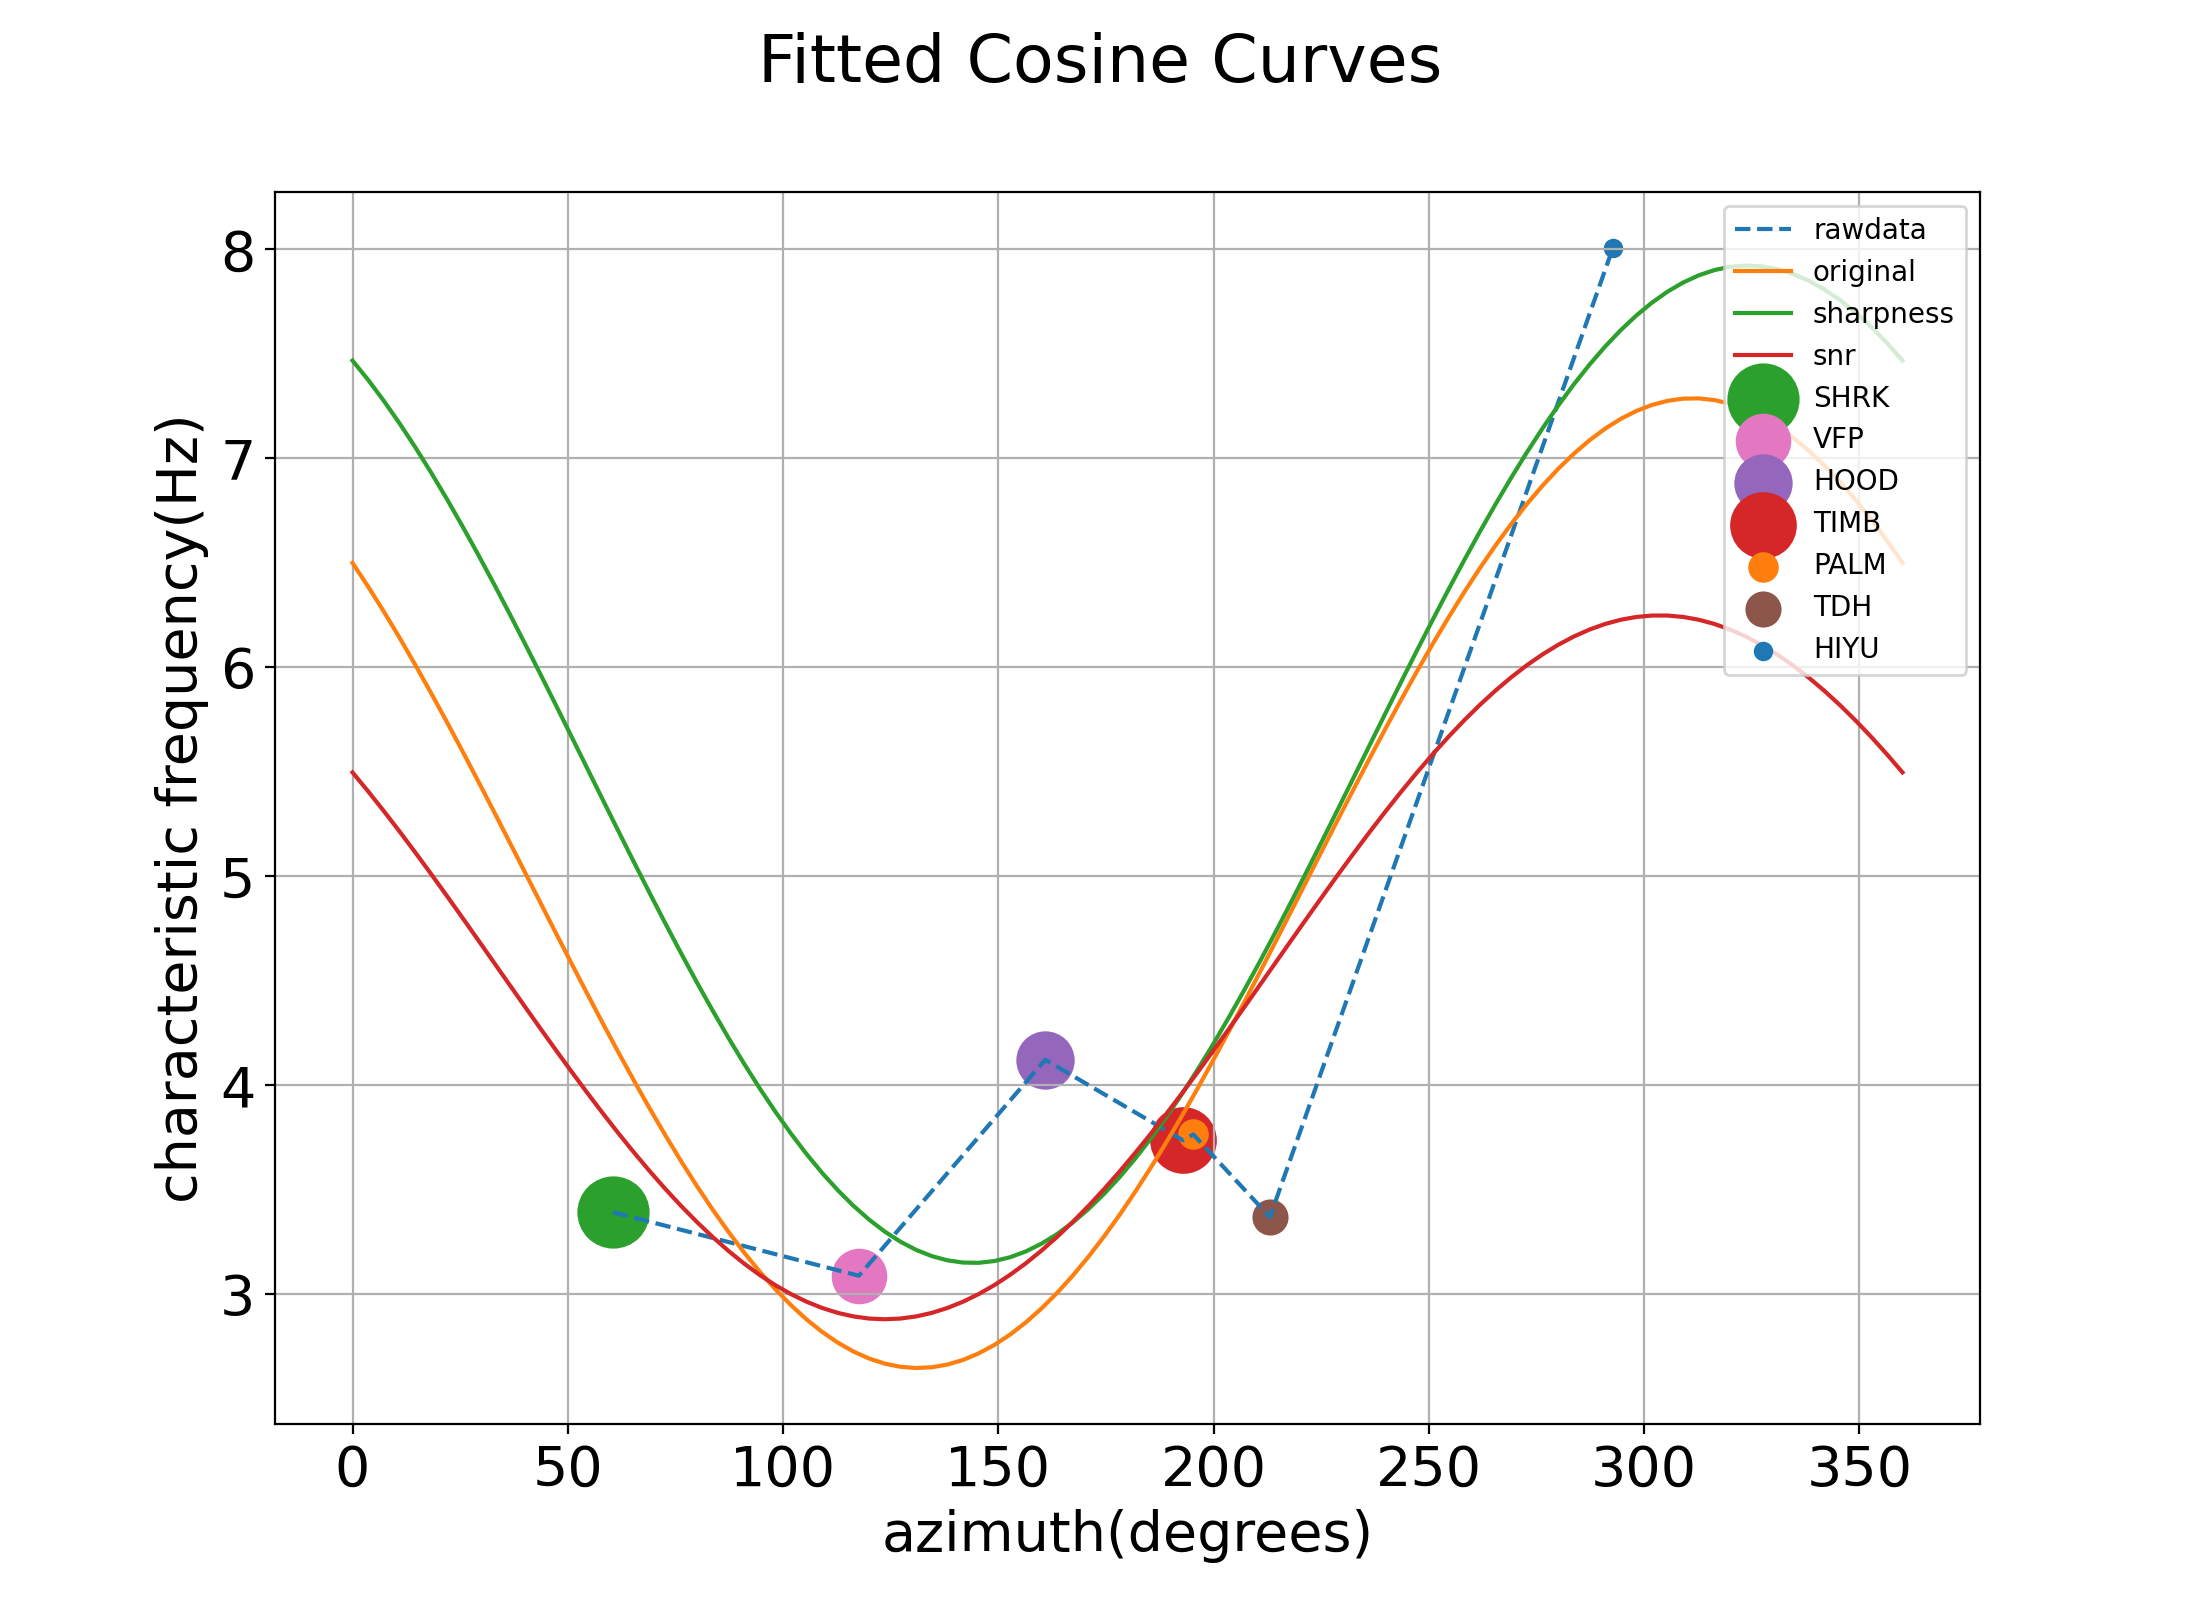 Fitted Cosine Curves
8
7
6
5
4
3
characteristic frequency(Hz)
rawdata
original
sharpness
snr
SHRK
VFP
HOOD
TIMB
PALM
TDH
HIYU
0 50 100 150 200 250 300 350
azimuth(degrees)